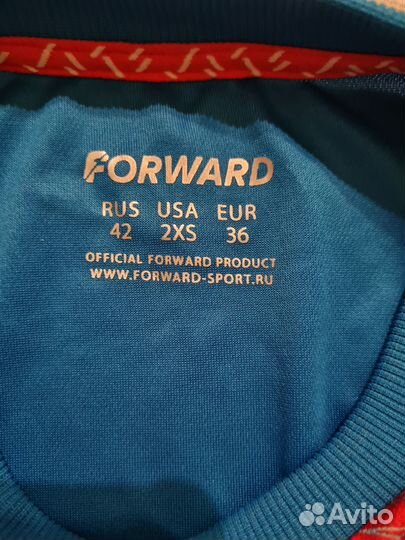 FORWARD
RUS USA EUR
42 2XS 36
OFFICIAL FORWARD PRODUCT
WWW.FORWARD-SPORT.RU
Avito